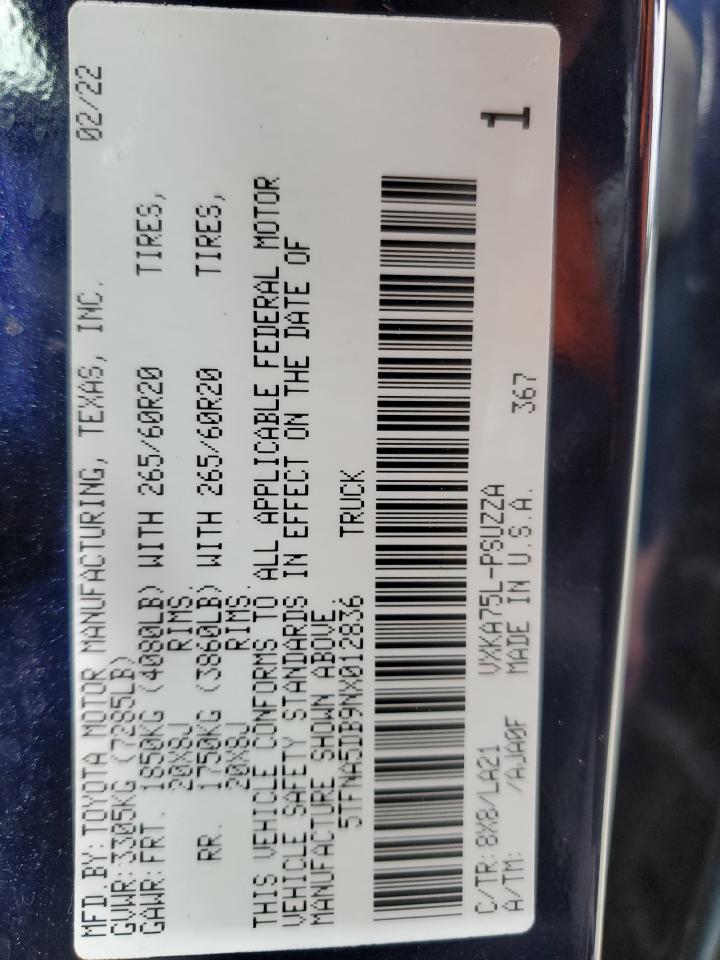 MFD.BY:TOYOTA MOTOR MANUFACTURING, TEXAS, INC. 02/22
GVWR:3305KG (7285LB)
GAWR:FRT. 1850KG (4080LB) WITH 265/60R20 TIRES,
20X8J RIMS,
RR. 1750KG (3860LB) WITH 265/60R20 TIRES,
20X8J RIMS.
THIS VEHICLE CONFORMS TO ALL APPLICABLE FEDERAL MOTOR
VEHICLE SAFETY STANDARDS IN EFFECT ON THE DATE OF
MANUFACTURE SHOWN ABOVE.
5TFNA5DB9NX012836 TRUCK
C/TR:8X8/LA21 VXKA75L-PSUZZA 1
A/TM: /AJA0F MADE IN U.S.A. 367